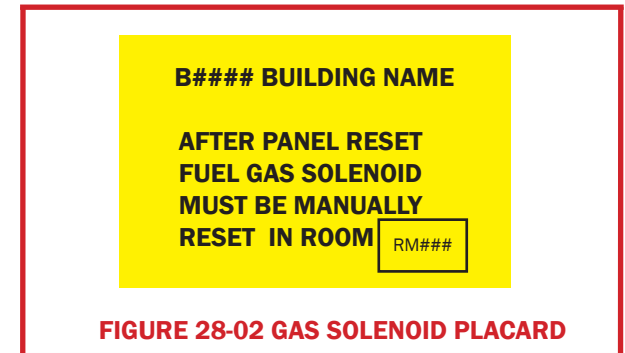 B#### BUILDING NAME
AFTER PANEL RESET
FUEL GAS SOLENOID
MUST BE MANUALLY
RESET IN ROOM RM###
FIGURE 28-02 GAS SOLENOID PLACARD